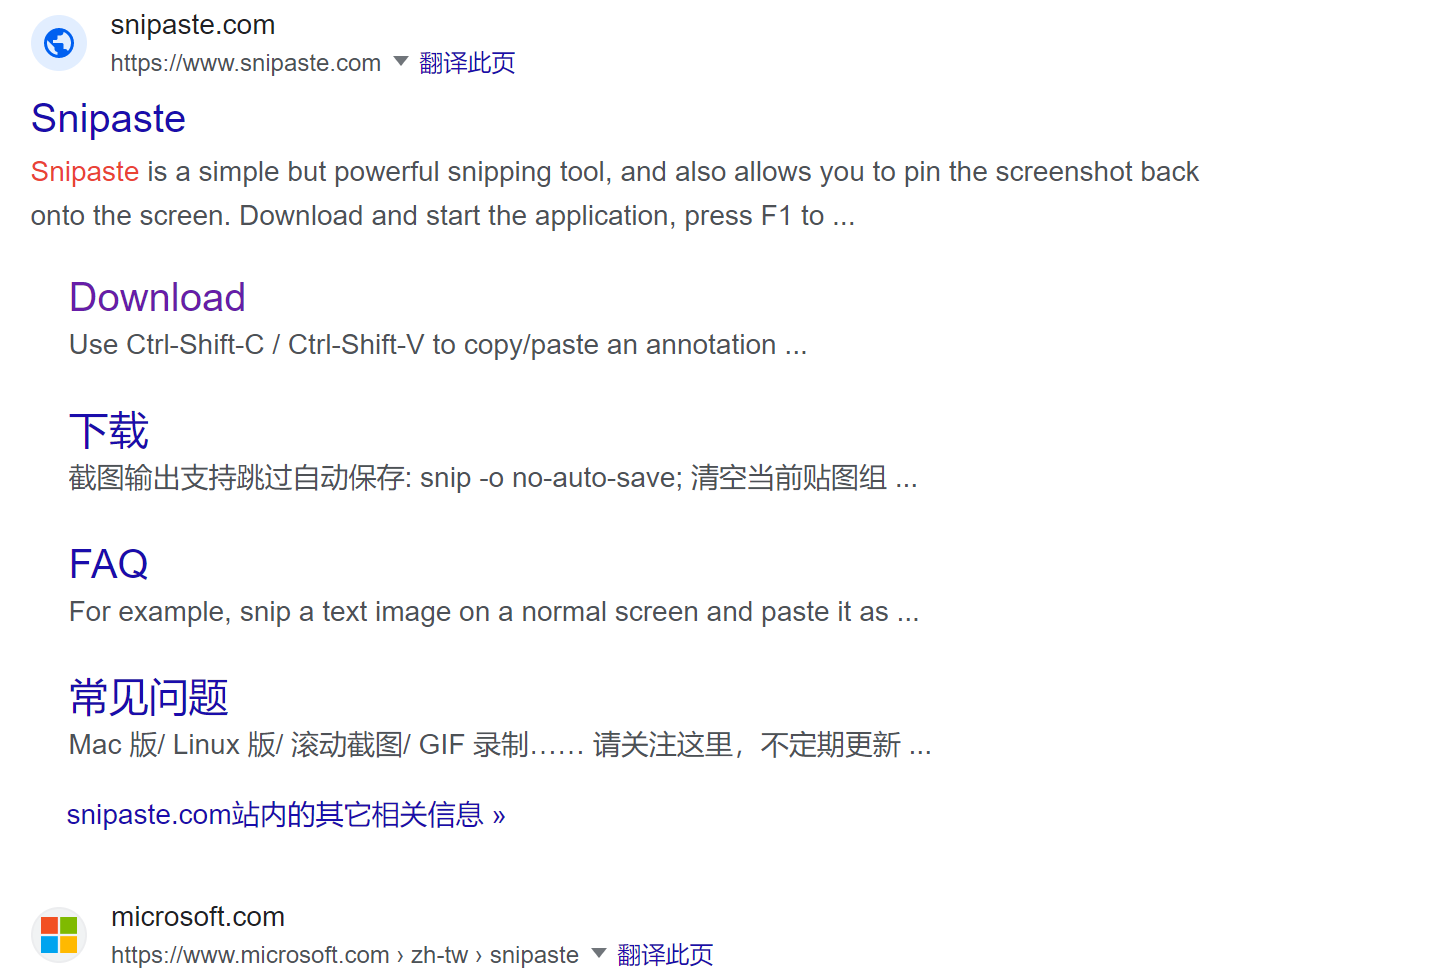 snipaste.com
https://www.snipaste.com 翻译此页
Snipaste
Snipaste is a simple but powerful snipping tool, and also allows you to pin the screenshot back
onto the screen. Download and start the application, press F1 to ...
Download
Use Ctrl-Shift-C / Ctrl-Shift-V to copy/paste an annotation ...
下载
截图输出支持跳过自动保存: snip -o no-auto-save; 清空当前贴图组 ...
FAQ
For example, snip a text image on a normal screen and paste it as ...
常见问题
Mac 版/ Linux 版/ 滚动截图/ GIF 录制…… 请关注这里，不定期更新 ...
snipaste.com站内的其它相关信息 »
microsoft.com
https://www.microsoft.com › zh-tw › snipaste 翻译此页